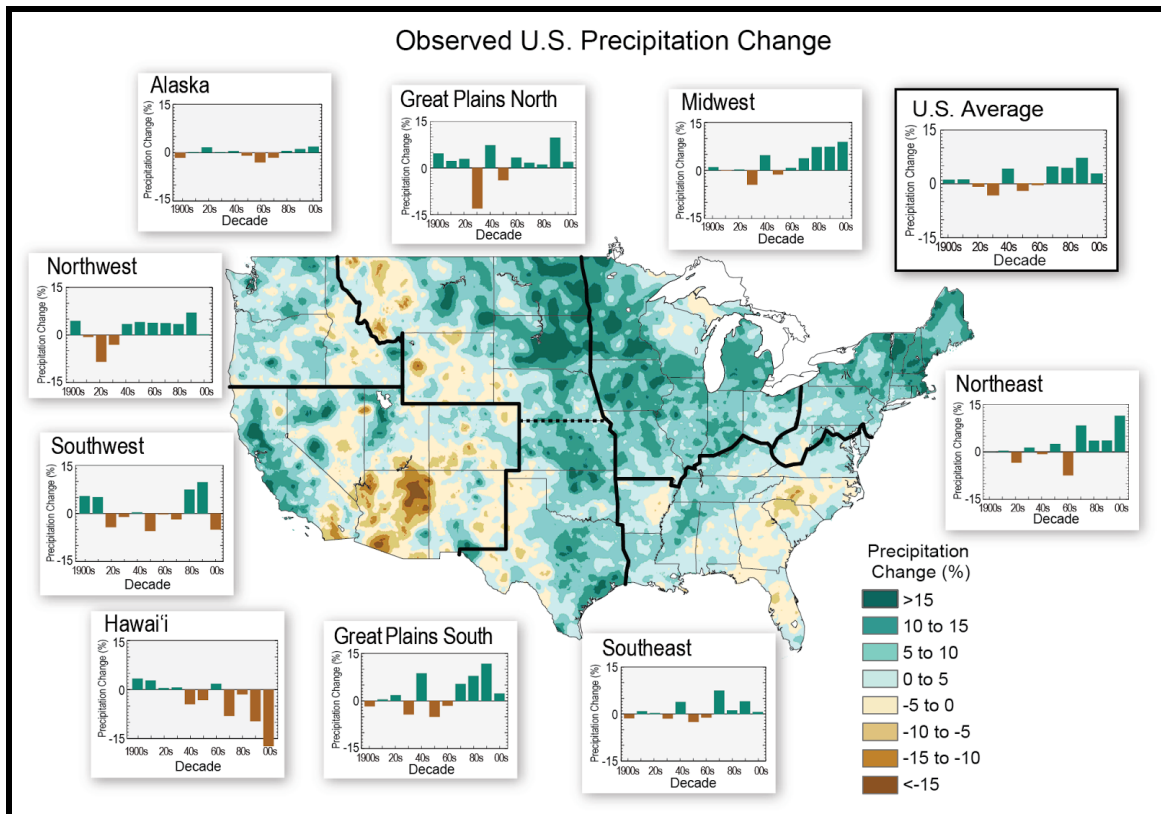 Observed U.S. Precipitation Change
Alaska
Precipitation Change (%)
15
0
-15
1900s 20s 40s 60s 80s 00s
Decade
Great Plains North
Precipitation Change (%)
15
0
-15
1900s 20s 40s 60s 80s 00s
Decade
Midwest
Precipitation Change (%)
15
0
-15
1900s 20s 40s 60s 80s 00s
Decade
U.S. Average
Precipitation Change (%)
15
0
-15
1900s 20s 40s 60s 80s 00s
Decade
Northwest
Precipitation Change (%)
15
0
-15
1900s 20s 40s 60s 80s 00s
Decade
Northeast
Precipitation Change (%)
15
0
-15
1900s 20s 40s 60s 80s 00s
Decade
Southwest
Precipitation Change (%)
15
0
-15
1900s 20s 40s 60s 80s 00s
Decade
Hawai‘i
Precipitation Change (%)
15
0
-15
1900s 20s 40s 60s 80s 00s
Decade
Great Plains South
Precipitation Change (%)
15
0
-15
1900s 20s 40s 60s 80s 00s
Decade
Southeast
Precipitation Change (%)
15
0
-15
1900s 20s 40s 60s 80s 00s
Decade
Precipitation
Change (%)
>15
10 to 15
5 to 10
0 to 5
-5 to 0
-10 to -5
-15 to -10
<-15